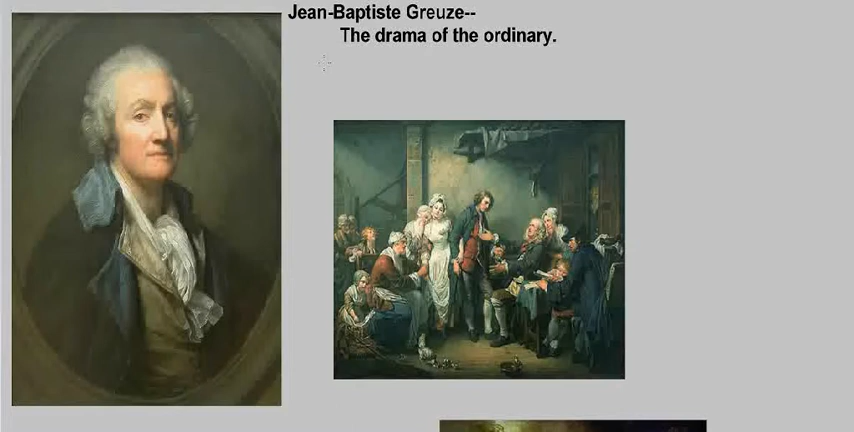 Jean-Baptiste Greuze--
The drama of the ordinary.